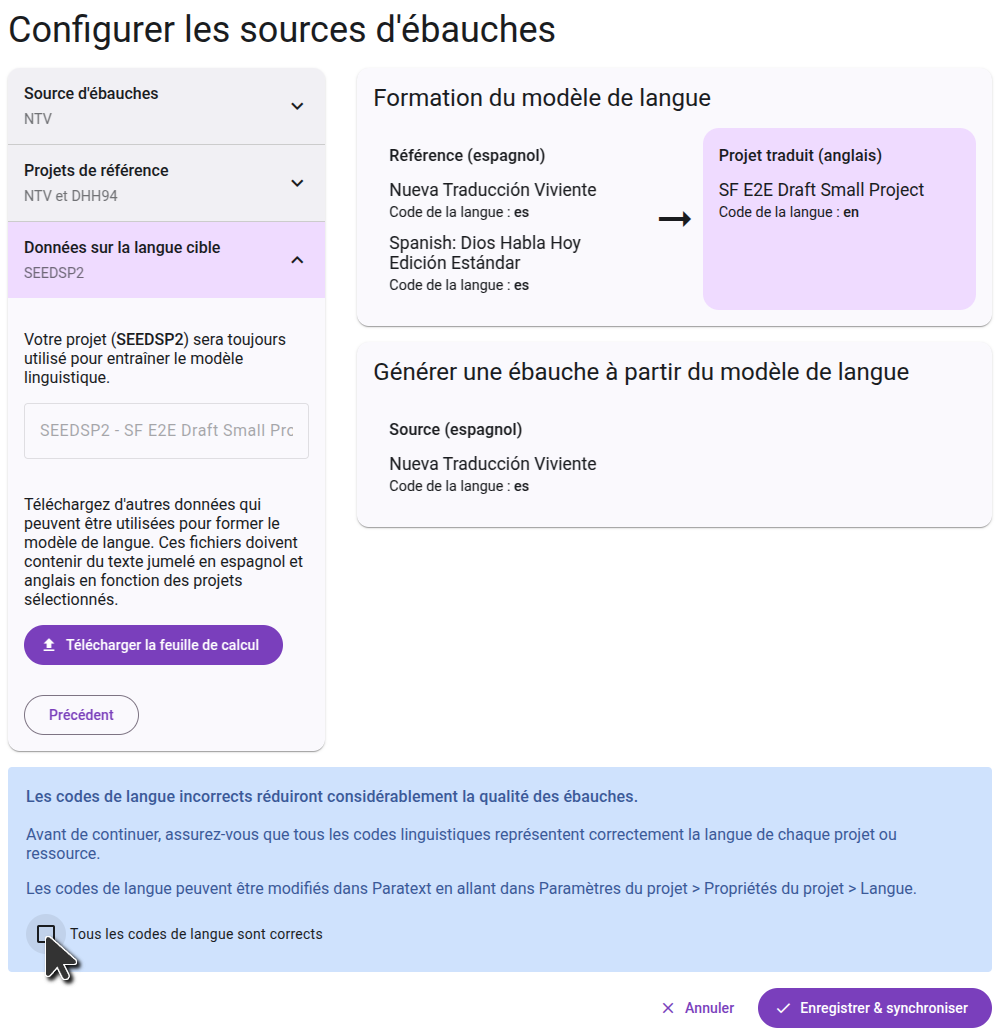 Configurer les sources d'ébauches
Source d'ébauches
NTV
Projets de référence
NTV et DHH94
Données sur la langue cible
SEEDSP2
Votre projet (SEEDSP2) sera toujours
utilisé pour entraîner le modèle
linguistique.
SEEDSP2 - SF E2E Draft Small Prc
Téléchargez d'autres données qui
peuvent être utilisées pour former le
modèle de langue. Ces fichiers doivent
contenir du texte jumelé en espagnol et
anglais en fonction des projets
sélectionnés.
Télécharger la feuille de calcul
Précédent
Formation du modèle de langue
Référence (espagnol)
Nueva Traducción Viviente
Code de la langue : es
Spanish: Dios Habla Hoy
Edición Estándar
Code de la langue : es
Projet traduit (anglais)
SF E2E Draft Small Project
Code de la langue : en
Générer une ébauche à partir du modèle de langue
Source (espagnol)
Nueva Traducción Viviente
Code de la langue : es
Les codes de langue incorrects réduiront considérablement la qualité des ébauches.
Avant de continuer, assurez-vous que tous les codes linguistiques représentent correctement la langue de chaque projet ou
ressource.
Les codes de langue peuvent être modifiés dans Paratext en allant dans Paramètres du projet > Propriétés du projet > Langue.
Tous les codes de langue sont corrects
Annuler
Enregistrer & synchroniser